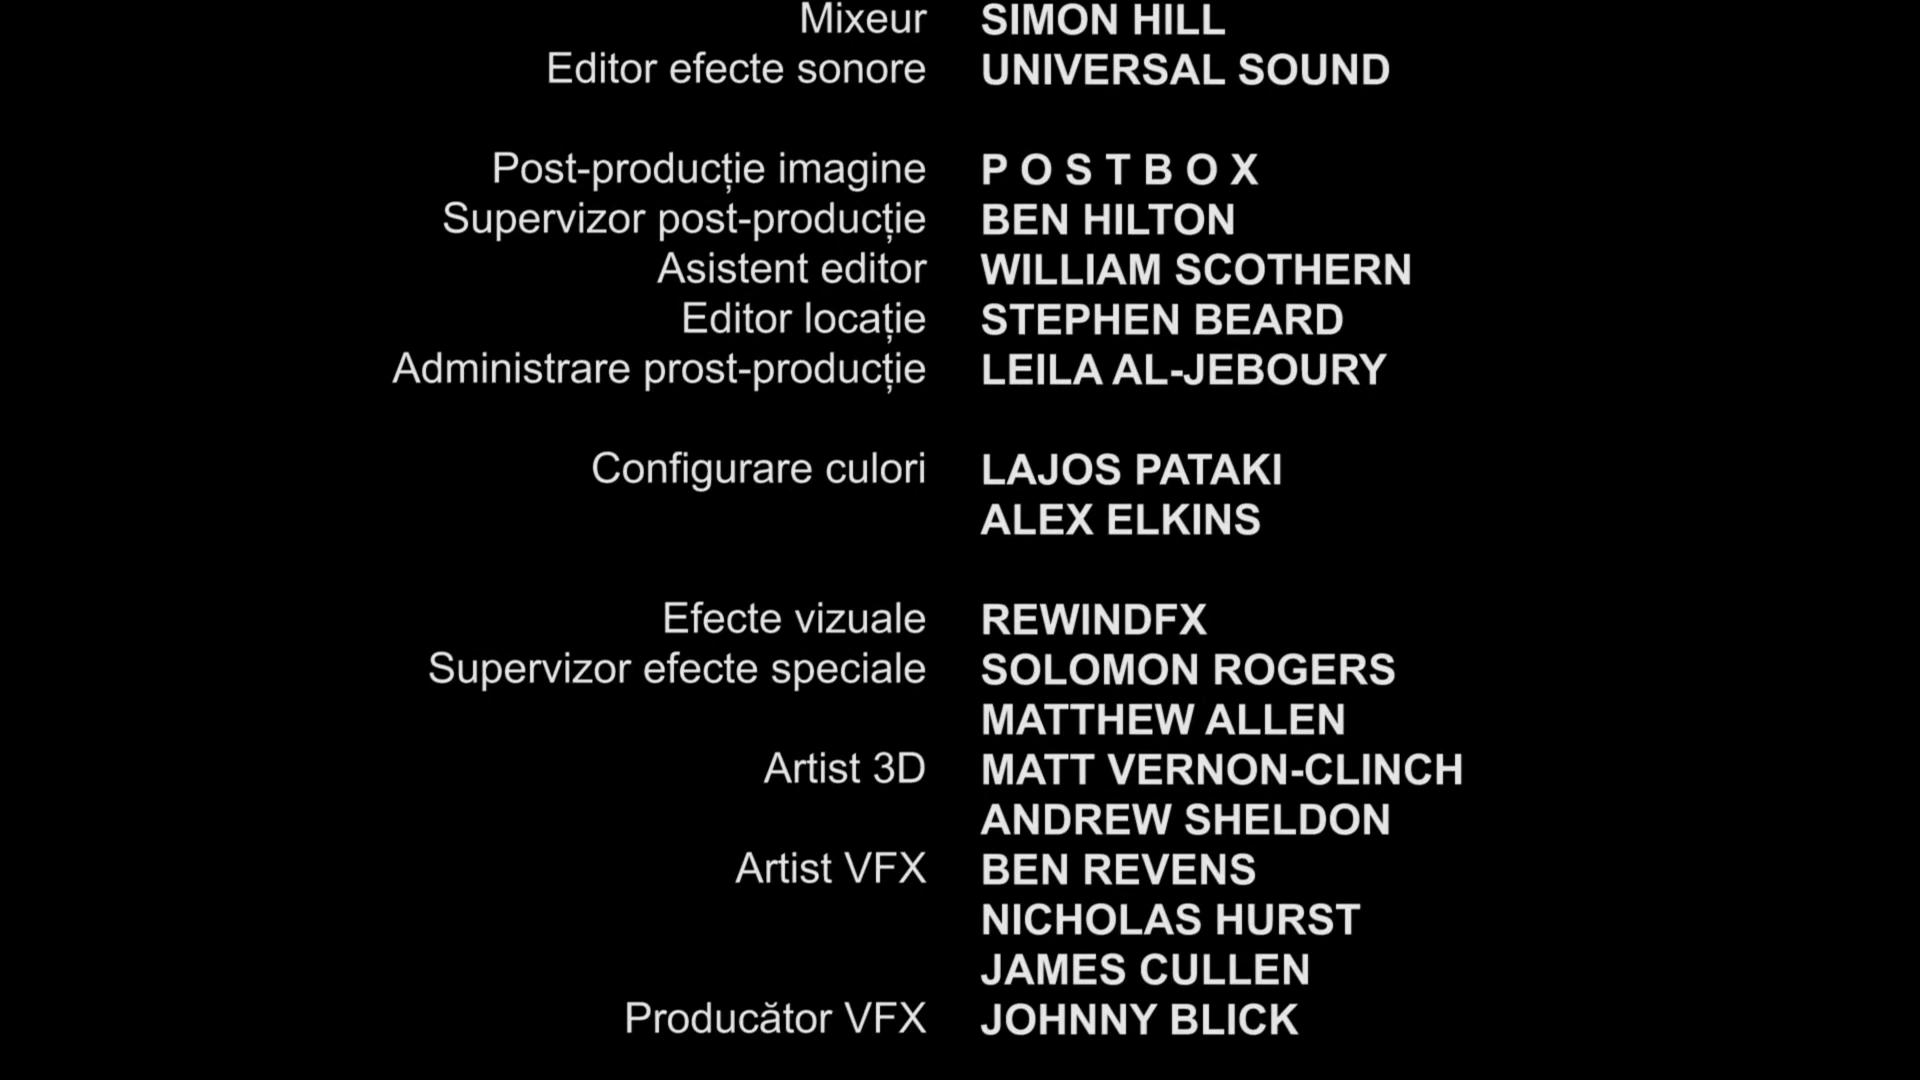 Mixeur SIMON HILL
Editor efecte sonore UNIVERSAL SOUND
Post-producție imagine P O S T B O X
Supervizor post-producție BEN HILTON
Asistent editor WILLIAM SCOTHERN
Editor locație STEPHEN BEARD
Administrare prost-producție LEILA AL-JEBOURY
Configurare culori LAJOS PATAKI
ALEX ELKINS
Efecte vizuale REWINDFX
Supervizor efecte speciale SOLOMON ROGERS
MATTHEW ALLEN
Artist 3D MATT VERNON-CLINCH
ANDREW SHELDON
Artist VFX BEN REVENS
NICHOLAS HURST
JAMES CULLEN
Producător VFX JOHNNY BLICK